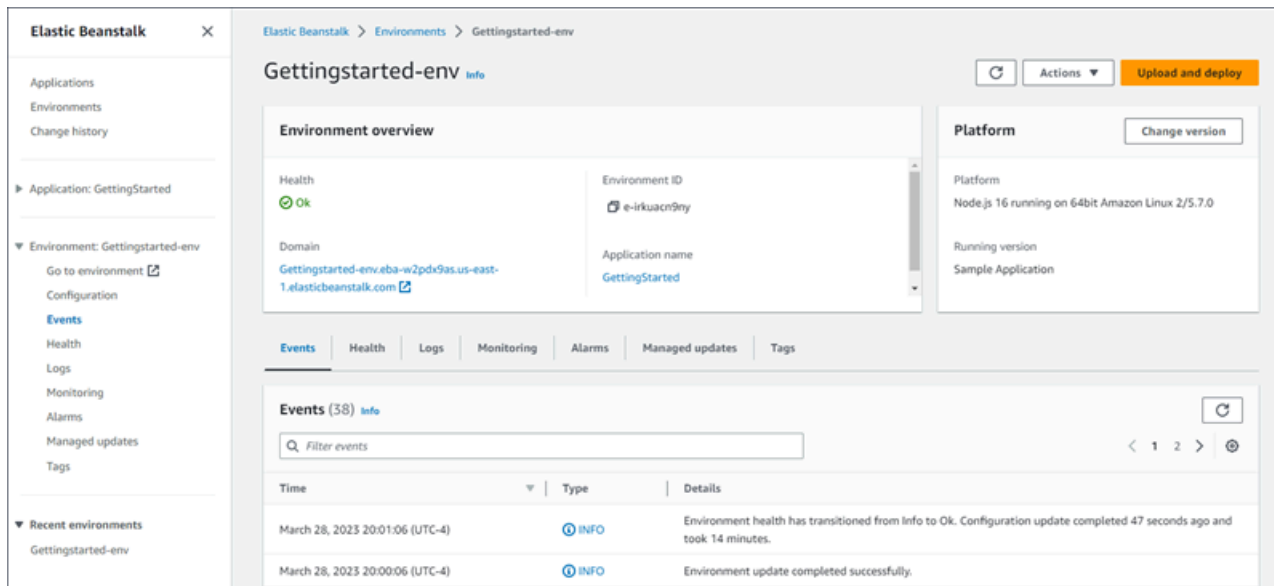 Elastic Beanstalk
Applications
Environments
Change history
Application: GettingStarted
Environment: Gettingstarted-env
Go to environment
Configuration
Events
Health
Logs
Monitoring
Alarms
Managed updates
Tags
Recent environments
Gettingstarted-env
Elastic Beanstalk > Environments > Gettingstarted-env
Gettingstarted-env Info
Actions
Upload and deploy
Environment overview
Health
Ok
Domain
Gettingstarted-env.eba-w2pdx9as.us-east-
1.elasticbeanstalk.com
Environment ID
e-irkuacn9ny
Application name
GettingStarted
Platform
Change version
Platform
Node.js 16 running on 64bit Amazon Linux 2/5.7.0
Running version
Sample Application
Events Health Logs Monitoring Alarms Managed updates Tags
Events (38) Info
Filter events
1 2
Time Type Details
March 28, 2023 20:01:06 (UTC-4) INFO Environment health has transitioned from Info to Ok. Configuration update completed 47 seconds ago and
took 14 minutes.
March 28, 2023 20:00:06 (UTC-4) INFO Environment update completed successfully.